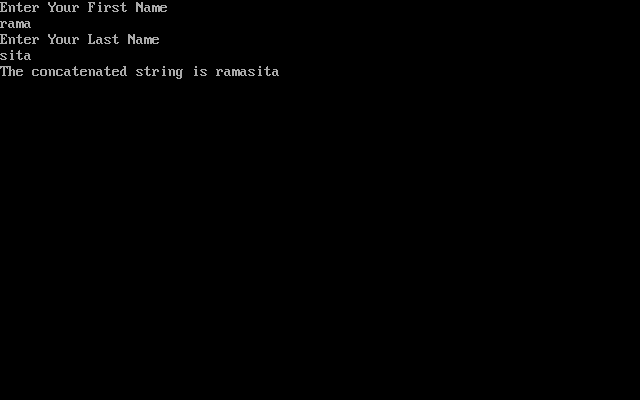 Enter Your First Name
rama
Enter Your Last Name
sita
The concatenated string is ramasita